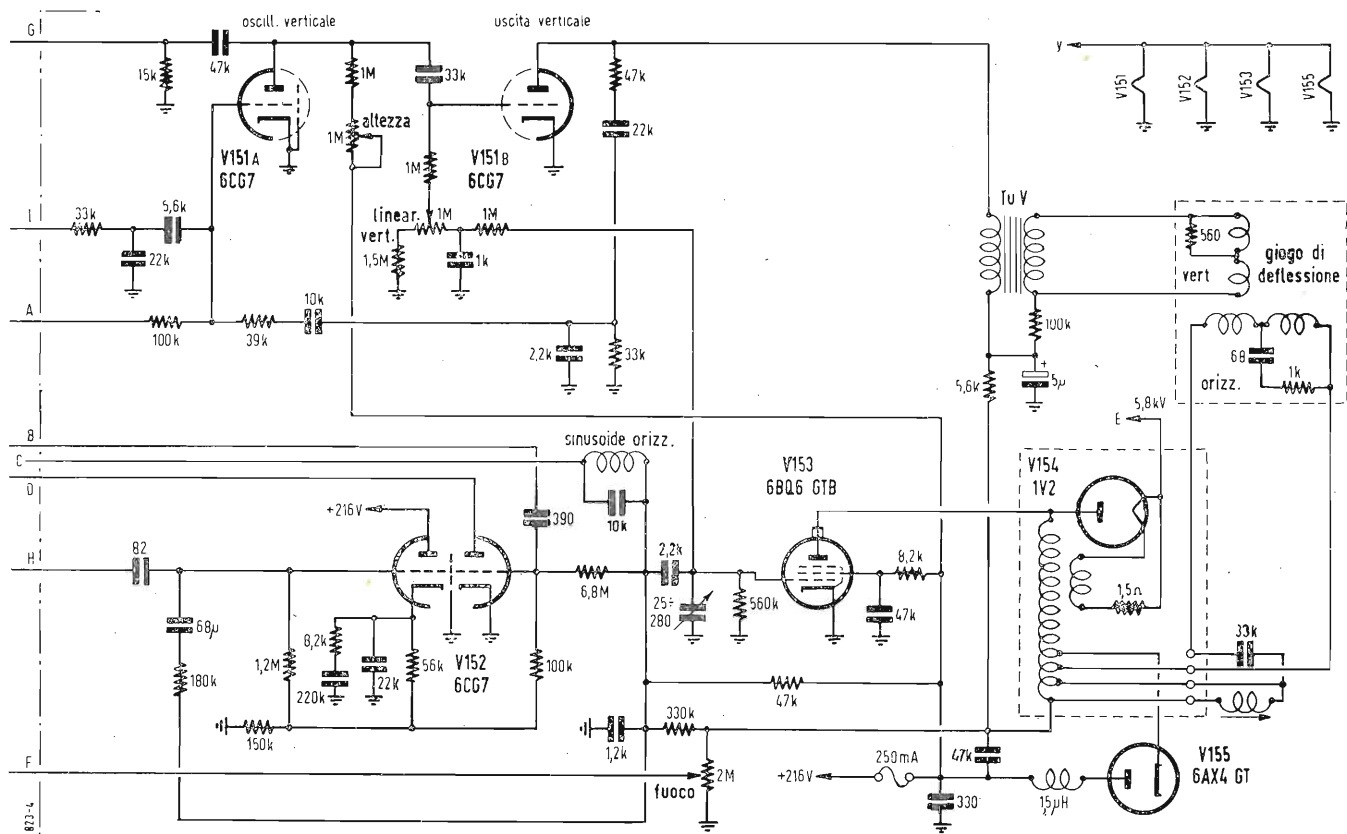 G
oscill. verticale
uscita verticale
y
15k
47k
1M
33k
47k
V151
V152
V153
V155
altezza
1M
22k
V151A
6CG7
1M
V151B
6CG7
I
33k
5,6k
linear.
vert.
1M
1M
Tu V
22k
1,5M
1k
560
vert
giogo di
deflessione
A
100k
39k
10k
2,2k
33k
100k
68
1k
orizz.
5,6k
+
5µ
B
C
D
sinusoide orizz.
E
5,8kV
V153
6BQ6 GTB
V154
1V2
+216V
390
10k
H
82
6,8M
2,2k
8,2k
25÷
280
560k
47k
1,5Ω
68µ
8,2k
V152
6CG7
180k
1,2M
220k
22k
56k
100k
33k
47k
150k
1,2k
330k
F
fuoco
2M
+216V
250mA
47k
330
15µH
V155
6AX4 GT
823-4